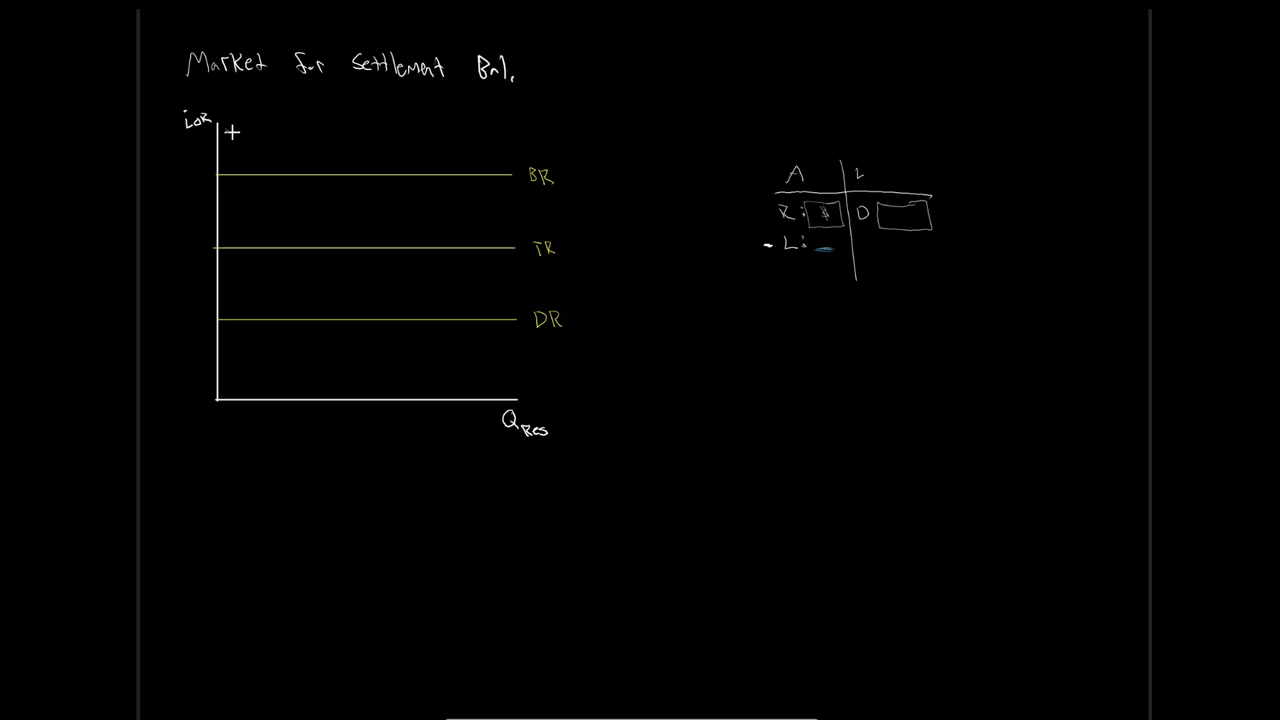 Market for Settlement Bal.
iOR
BR
TR
DR
QRes
A L
R: $ D
- L: